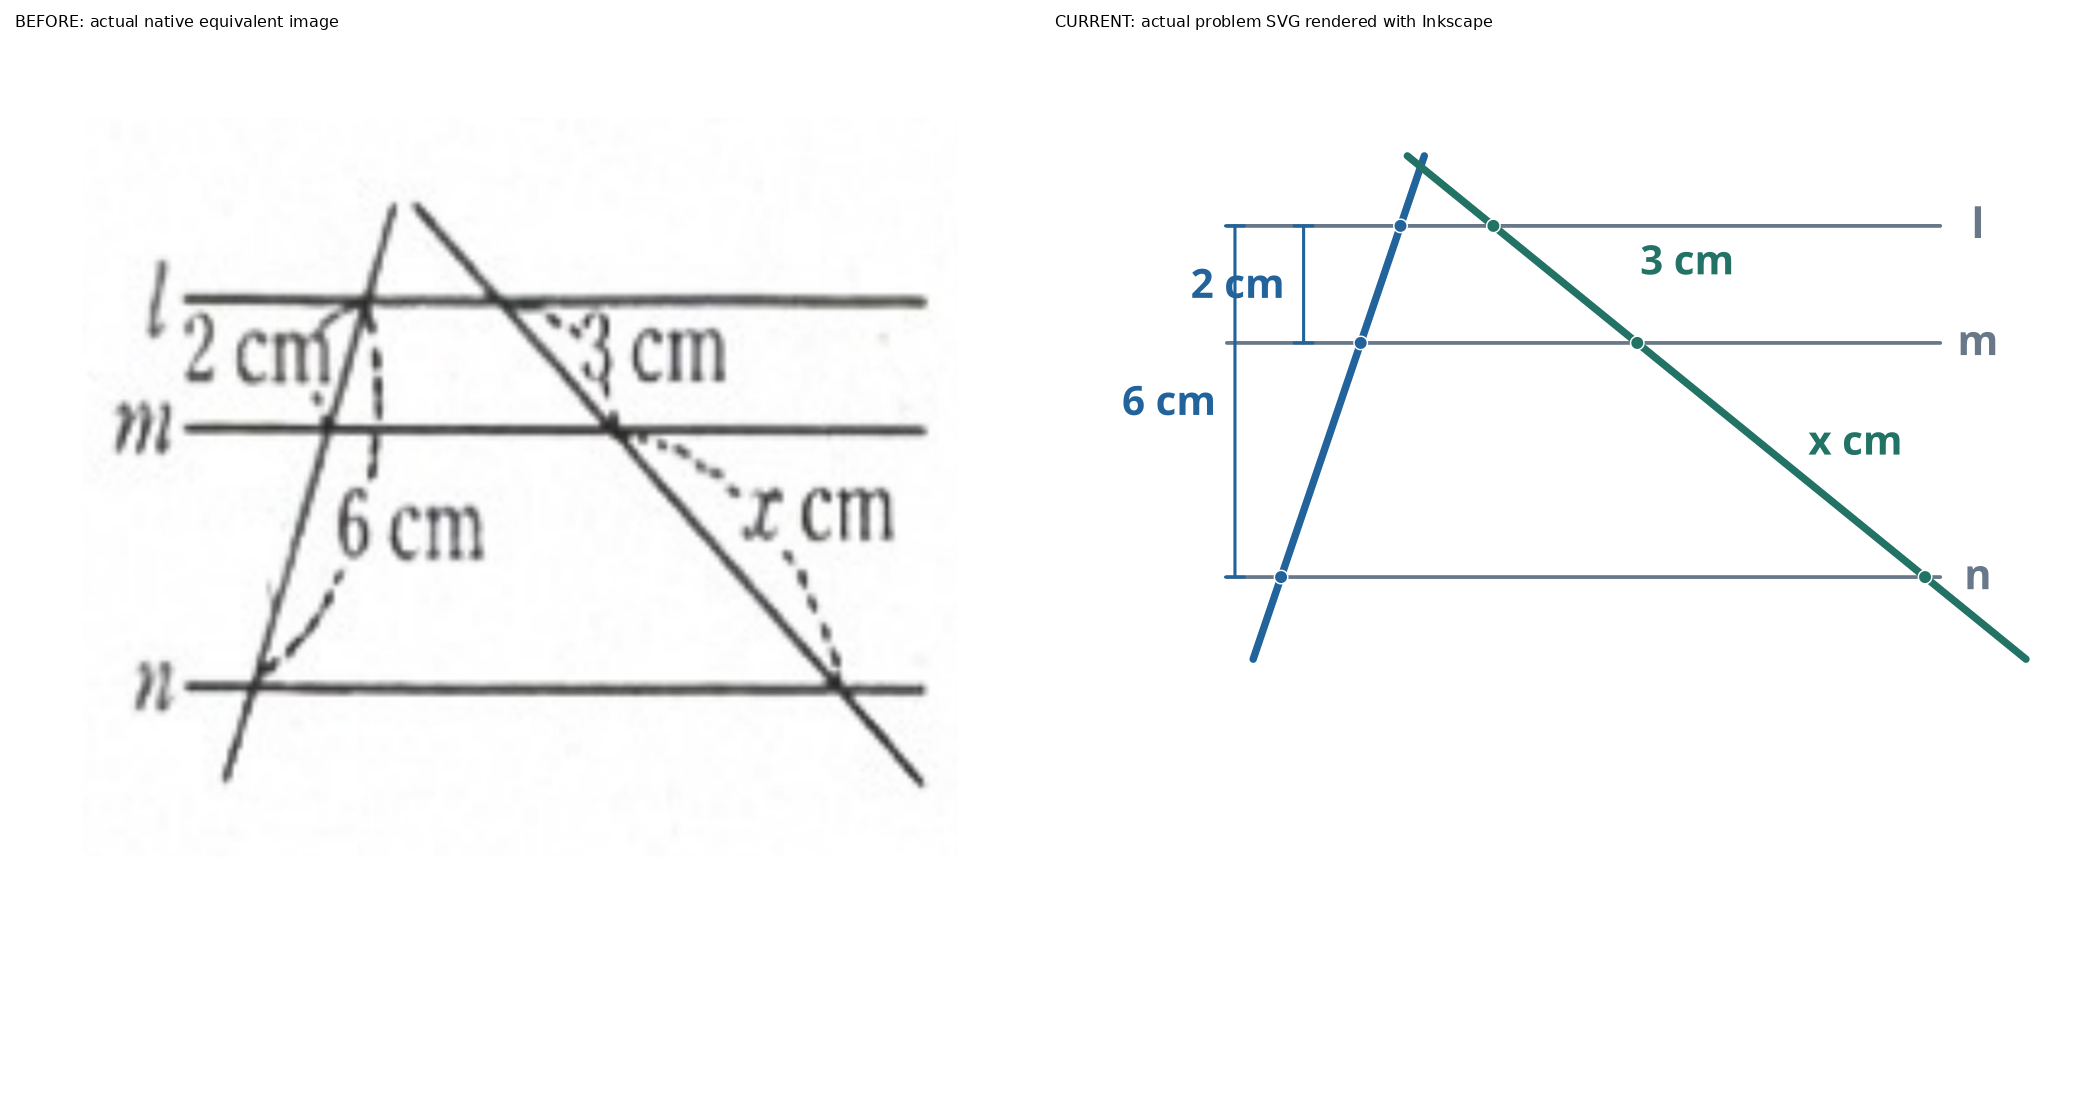 BEFORE: actual native equivalent image
l
2 cm
3 cm
m
6 cm
x cm
n
CURRENT: actual problem SVG rendered with Inkscape
l
3 cm
2 cm
m
6 cm
x cm
n